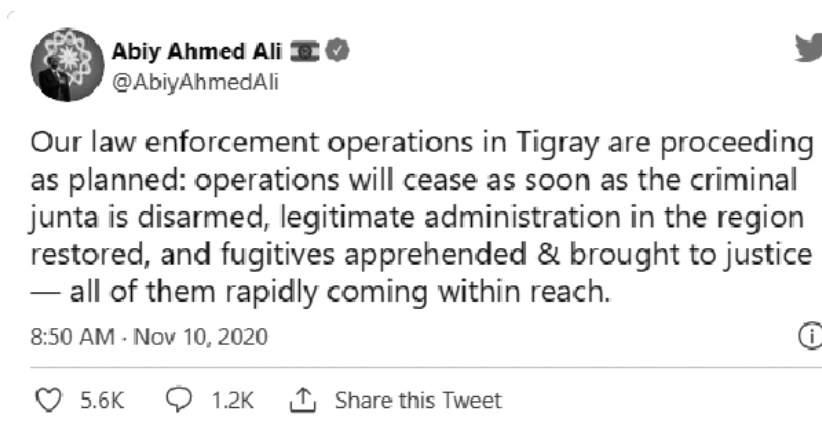 Abiy Ahmed Ali
@AbiyAhmedAli
Our law enforcement operations in Tigray are proceeding
as planned: operations will cease as soon as the criminal
junta is disarmed, legitimate administration in the region
restored, and fugitives apprehended & brought to justice
— all of them rapidly coming within reach.
8:50 AM · Nov 10, 2020
5.6K 1.2K Share this Tweet